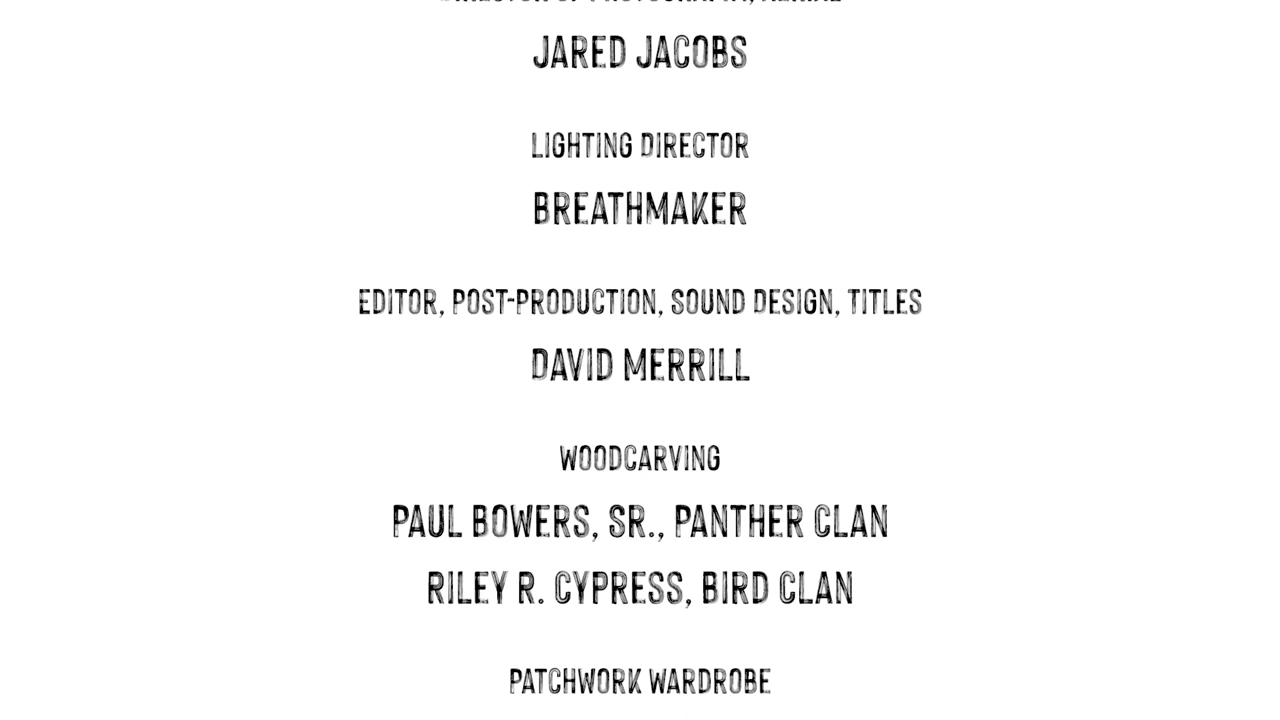 JARED JACOBS
LIGHTING DIRECTOR
BREATHMAKER
EDITOR, POST-PRODUCTION, SOUND DESIGN, TITLES
DAVID MERRILL
WOODCARVING
PAUL BOWERS, SR., PANTHER CLAN
RILEY R. CYPRESS, BIRD CLAN
PATCHWORK WARDROBE